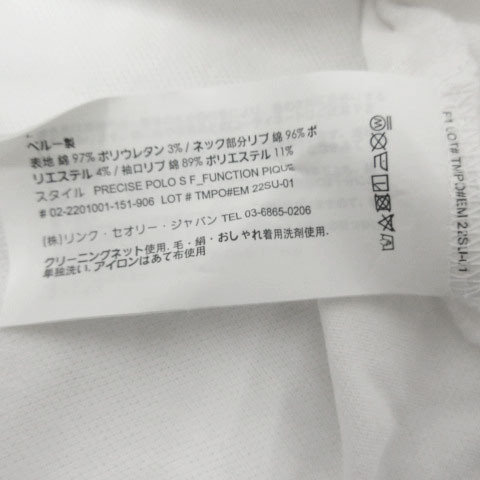 ペルー製
表地 綿 97% ポリウレタン 3% / ネック部分リブ 綿 96% ポ
リエステル 4% / 袖口リブ 綿 89% ポリエステル 11%
スタイル PRECISE POLO S F_FUNCTION PIQUE
# 02-2201001-151-906 LOT # TMPO#EM 22SU-01
(株)リンク・セオリー・ジャパン TEL 03-6865-0206
クリーニングネット使用. 毛・絹・おしゃれ着用洗剤使用.
単独洗い. アイロンはあて布使用
LOT# TMPO#EM 22SU-